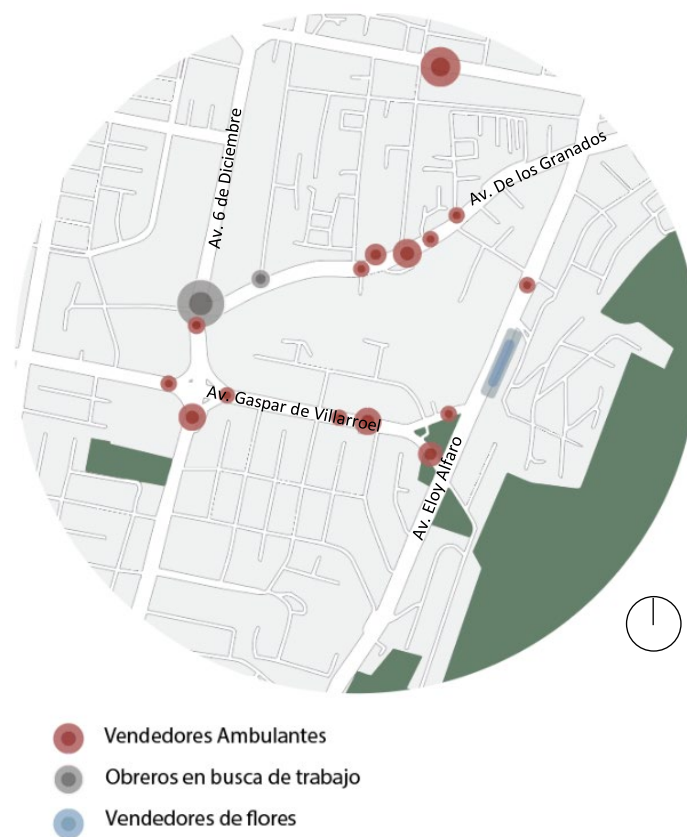 Av. 6 de Diciembre
Av. De los Granados
Av. Gaspar de Villarroel
Av. Eloy Alfaro
Vendedores Ambulantes
Obreros en busca de trabajo
Vendedores de flores